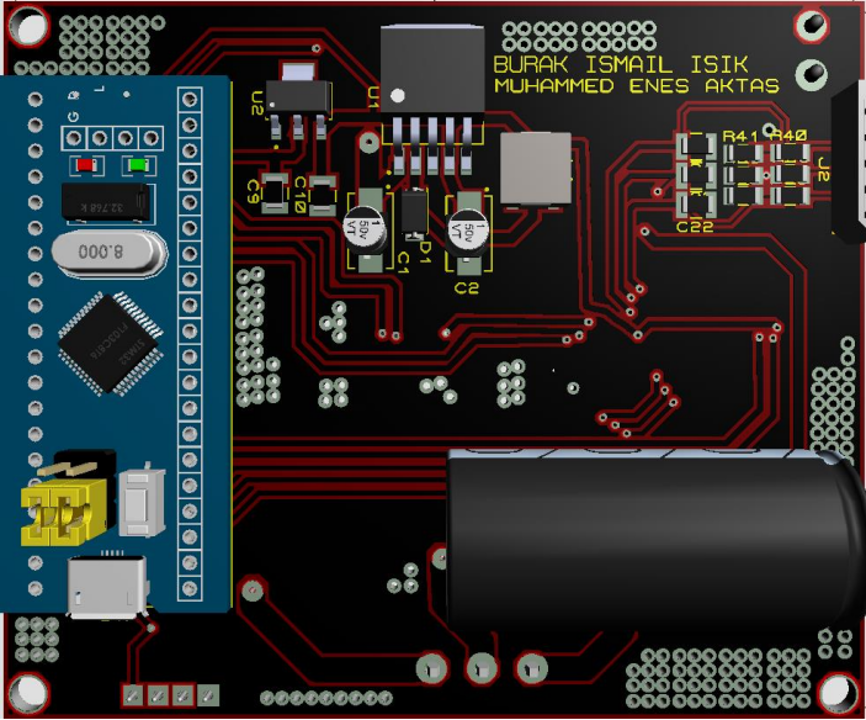 BURAK ISMAIL ISIK
MUHAMMED ENES AKTAS
U2
U1
G
R
L
R41
R40
J2
32.768 k
C9
C10
1
50v
VT
1
50v
VT
C1
D1
C2
C22
8.000
STM32
F103C8T6